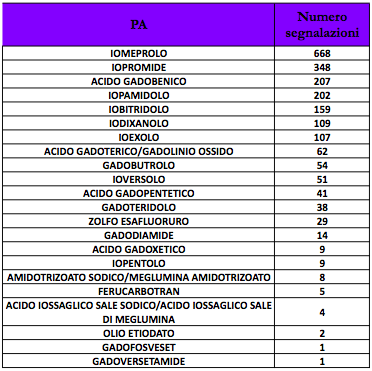 PA Numero
segnalazioni
IOMEPROLO 668
IOPROMIDE 348
ACIDO GADOBENICO 207
IOPAMIDOLO 202
IOBITRIDOLO 159
IODIXANOLO 109
IOEXOLO 107
ACIDO GADOTERICO/GADOLINIO OSSIDO 62
GADOBUTROLO 54
IOVERSOLO 51
ACIDO GADOPENTETICO 41
GADOTERIDOLO 38
ZOLFO ESAFLUORURO 29
GADODIAMIDE 14
ACIDO GADOXETICO 9
IOPENTOLO 9
AMIDOTRIZOATO SODICO/MEGLUMINA AMIDOTRIZOATO 8
FERUCARBOTRAN 5
ACIDO IOSSAGLICO SALE SODICO/ACIDO IOSSAGLICO SALE
DI MEGLUMINA 4
OLIO ETIODATO 2
GADOFOSVESET 1
GADOVERSETAMIDE 1